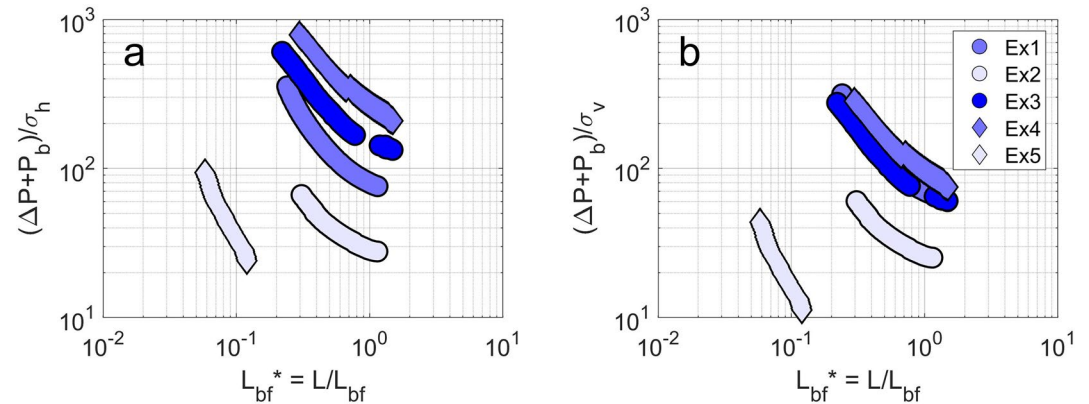 a
10^3
10^2
10^1
(ΔP+P_b)/σ_h
10^-2
10^-1
10^0
10^1
L_bf* = L/L_bf
b
10^3
10^2
10^1
(ΔP+P_b)/σ_v
Ex1
Ex2
Ex3
Ex4
Ex5
10^-2
10^-1
10^0
10^1
L_bf* = L/L_bf